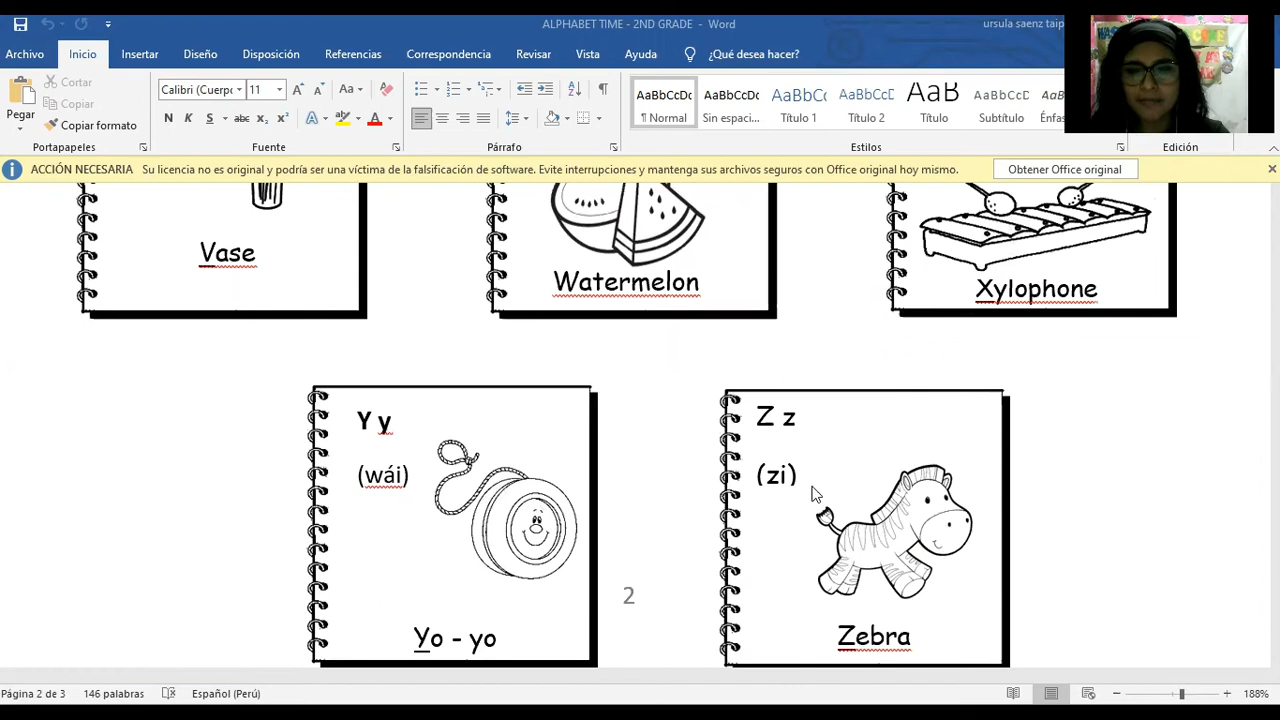 ALPHABET TIME - 2ND GRADE - Word
ursula saenz taip
Archivo Inicio Insertar Diseño Disposición Referencias Correspondencia Revisar Vista Ayuda ¿Qué desea hacer?
Pegar
Cortar
Copiar
Copiar formato
Portapapeles
Calibri (Cuerpo 11
Fuente
Párrafo
AaBbCcDc AaBbCcDc AaBbCc AaBbCcC AaB AaBbCcC AaBbCcDc
¶ Normal Sin espaci... Título 1 Título 2 Título Subtítulo Énfas
Estilos
Edición
ACCIÓN NECESARIA Su licencia no es original y podría ser una víctima de la falsificación de software. Evite interrupciones y mantenga sus archivos seguros con Office original hoy mismo. Obtener Office original
Vase
Watermelon
Xylophone
Y y
(wái)
Yo - yo
Z z
(zi)
Zebra
2
Página 2 de 3 146 palabras Español (Perú) 188%